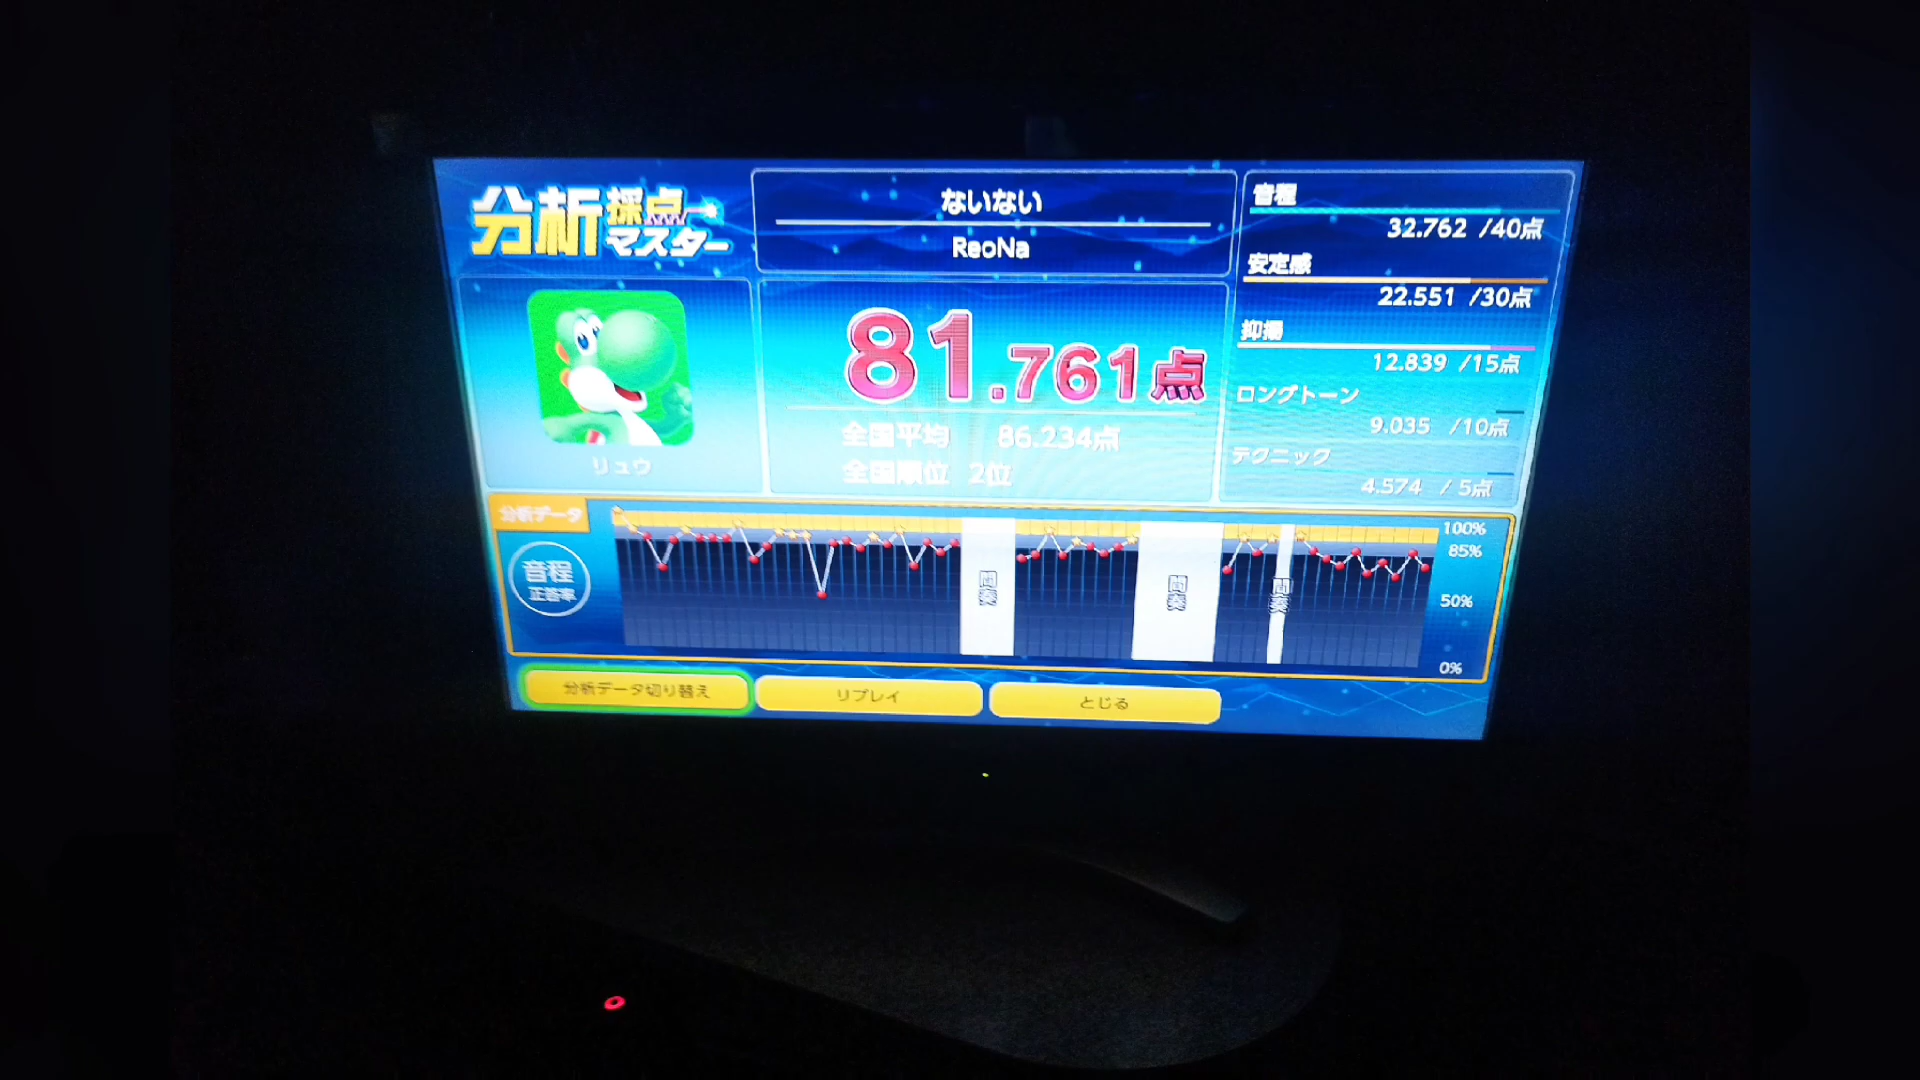 分析採点マスター
ないない
ReoNa
リュウ
81.761点
全国平均 86.234点
全国順位 2位
音程
32.762 /40点
安定感
22.551 /30点
抑揚
12.839 /15点
ロングトーン
9.035 /10点
テクニック
4.574 / 5点
分析データ
音程
正答率
間奏
間奏
間奏
100%
85%
50%
0%
分析データ切り替え
リプレイ
とじる